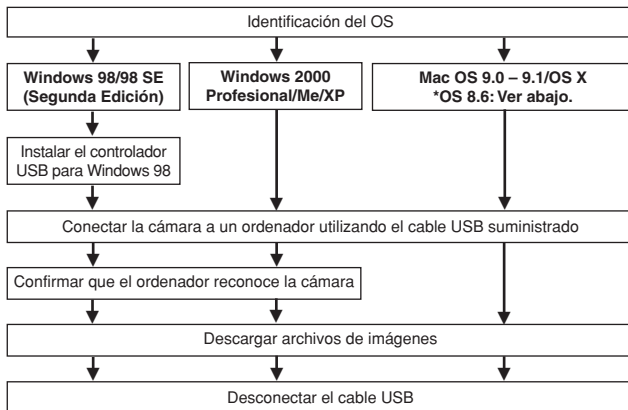 Identificación del OS
Windows 98/98 SE
(Segunda Edición)
Windows 2000
Profesional/Me/XP
Mac OS 9.0 – 9.1/OS X
*OS 8.6: Ver abajo.
Instalar el controlador
USB para Windows 98
Conectar la cámara a un ordenador utilizando el cable USB suministrado
Confirmar que el ordenador reconoce la cámara
Descargar archivos de imágenes
Desconectar el cable USB